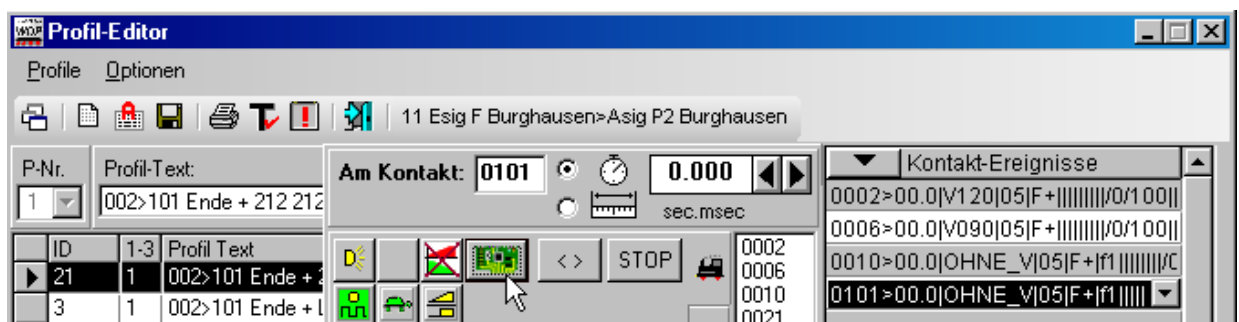 WDP Profil-Editor
Profile Optionen
11 Esig F Burghausen>Asig P2 Burghausen
P-Nr. Profil-Text:
1 002>101 Ende + 212 212
ID 1-3 Profil Text
21 1 002>101 Ende + 2
3 1 002>101 Ende + L
Am Kontakt: 0101 0.000
sec.msec
D < > STOP
0002
0006
0010
0021
Kontakt-Ereignisse
0002>00.0|V120|05|F+|||||||||/0/100||
0006>00.0|V090|05|F+|||||||||/0/100||
0010>00.0|OHNE_V|05|F+|f1||||||||/0
0101>00.0|OHNE_V|05|F+|f1|||||